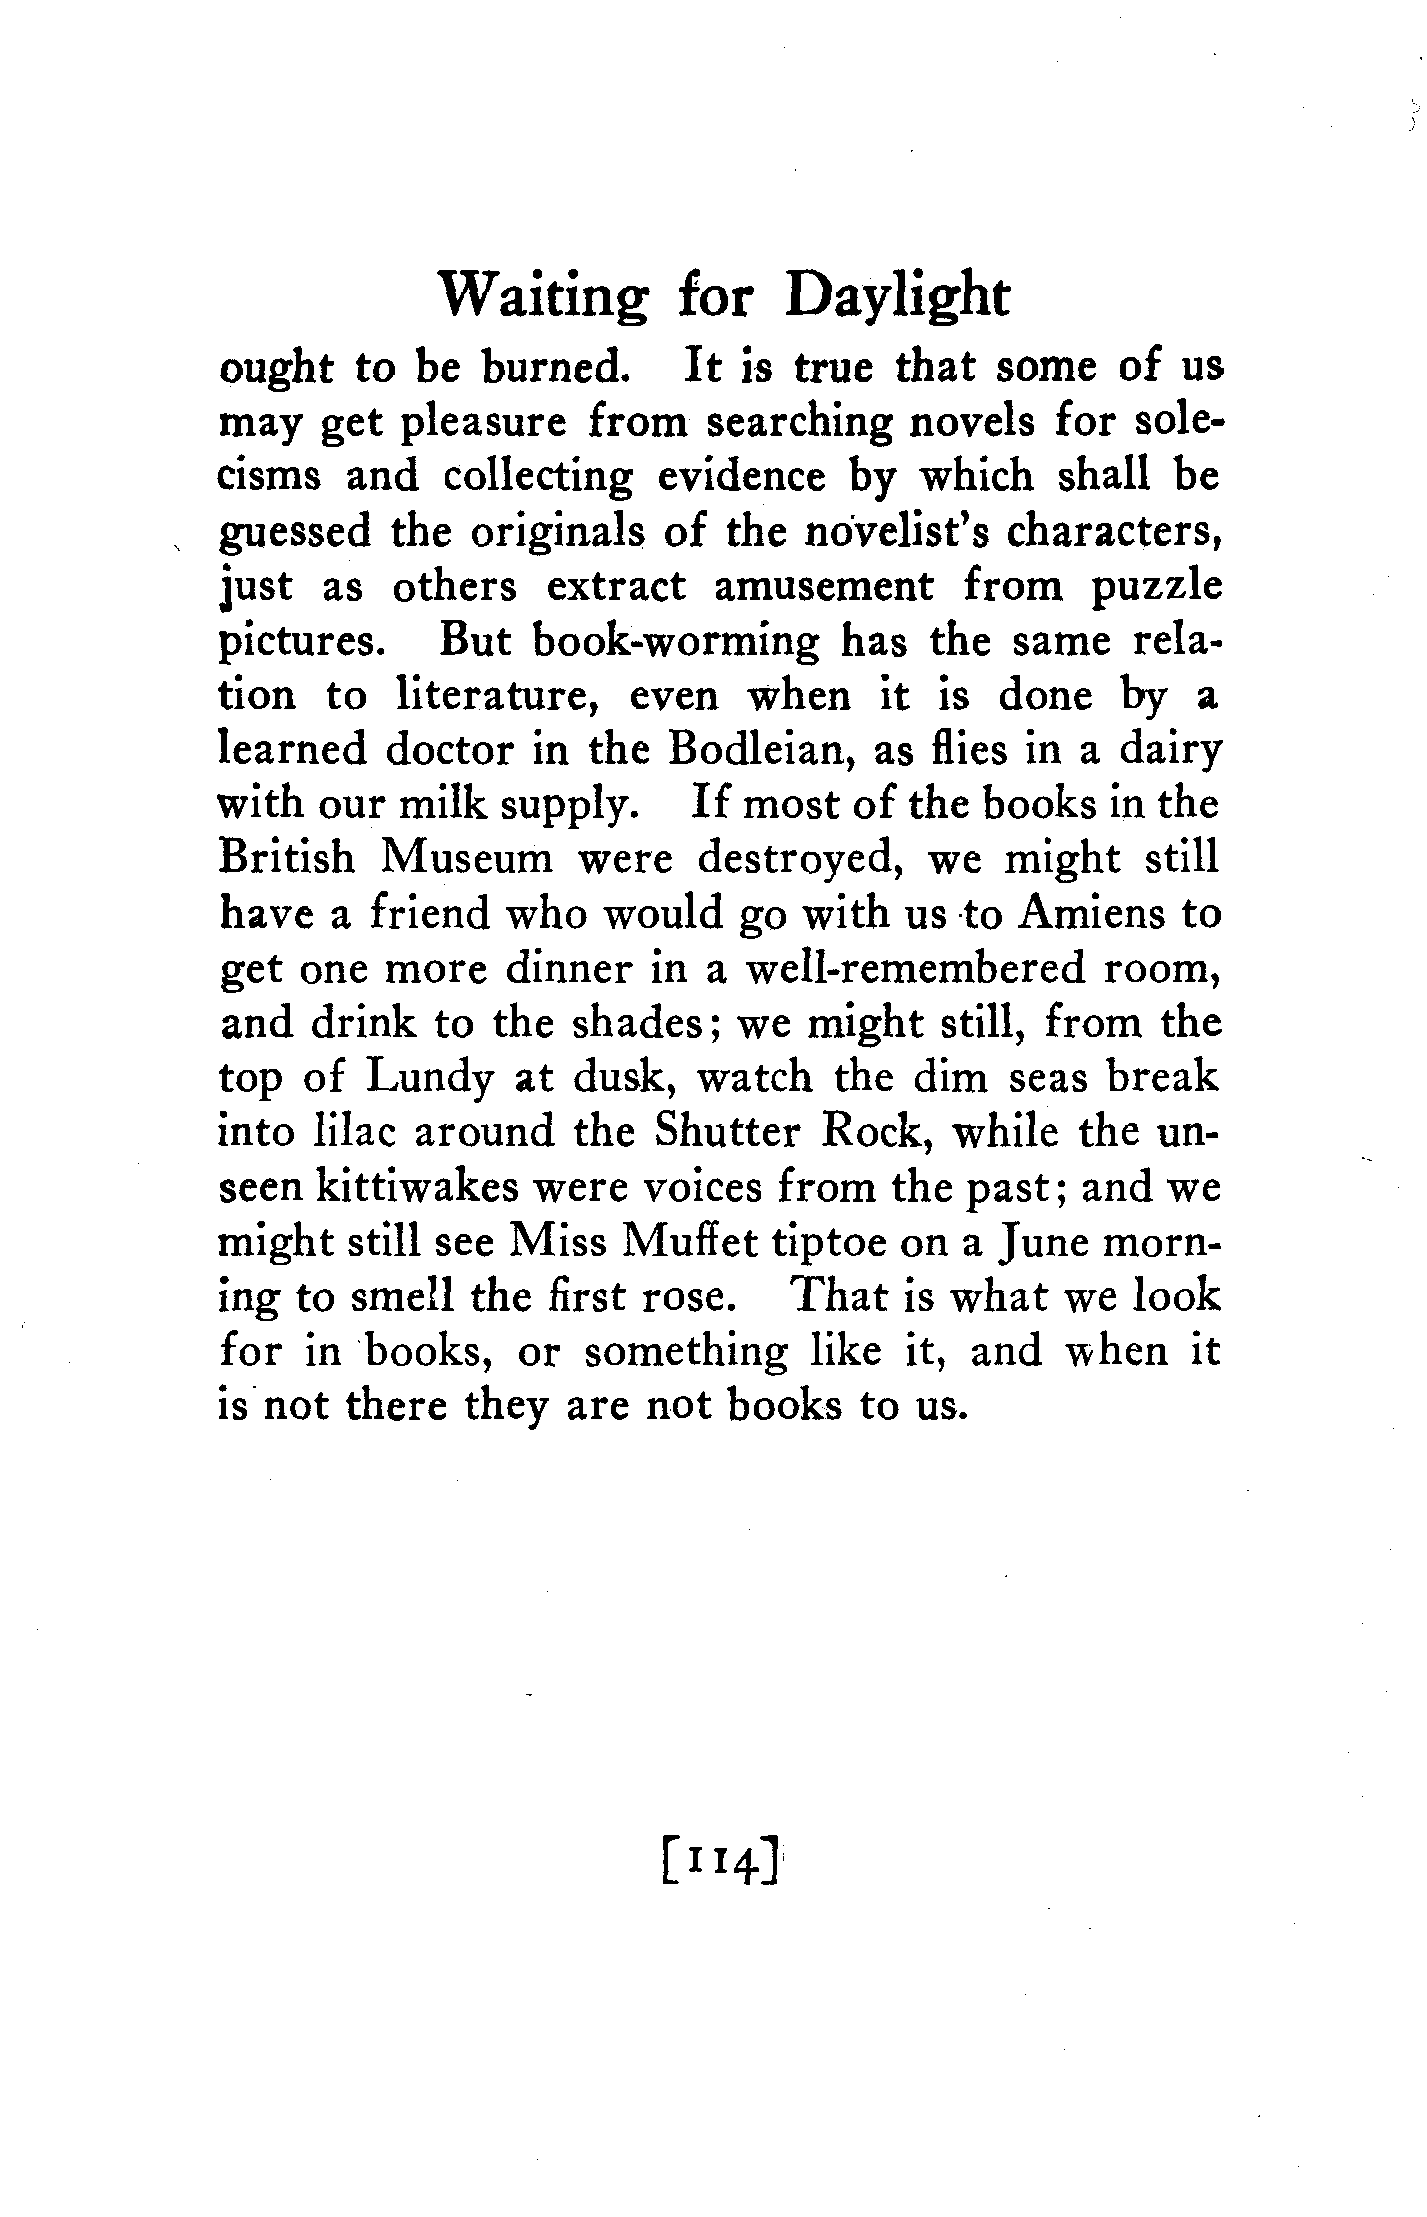 Waiting for Daylight
ought to be burned. It is true that some of us
may get pleasure from searching novels for sole-
cisms and collecting evidence by which shall be
guessed the originals of the novelist's characters,
just as others extract amusement from puzzle
pictures. But book-worming has the same rela-
tion to literature, even when it is done by a
learned doctor in the Bodleian, as flies in a dairy
with our milk supply. If most of the books in the
British Museum were destroyed, we might still
have a friend who would go with us to Amiens to
get one more dinner in a well-remembered room,
and drink to the shades; we might still, from the
top of Lundy at dusk, watch the dim seas break
into lilac around the Shutter Rock, while the un-
seen kittiwakes were voices from the past; and we
might still see Miss Muffet tiptoe on a June morn-
ing to smell the first rose. That is what we look
for in books, or something like it, and when it
is not there they are not books to us.
[114]